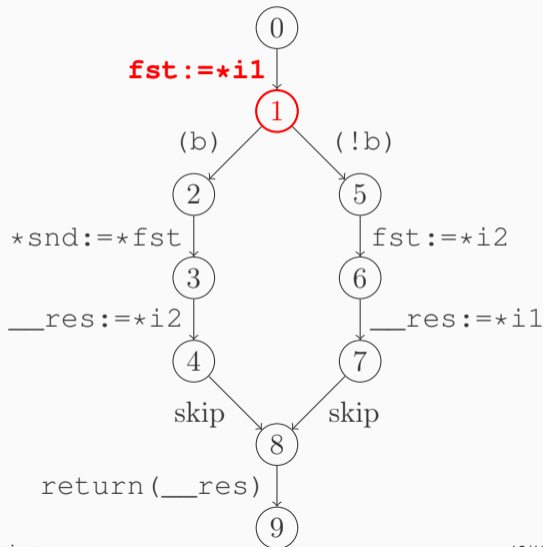 0
fst:=*i1
1
(b) (!b)
2 5
*snd:=*fst fst:=*i2
3 6
__res:=*i2 __res:=*i1
4 7
skip skip
8
return(__res)
9